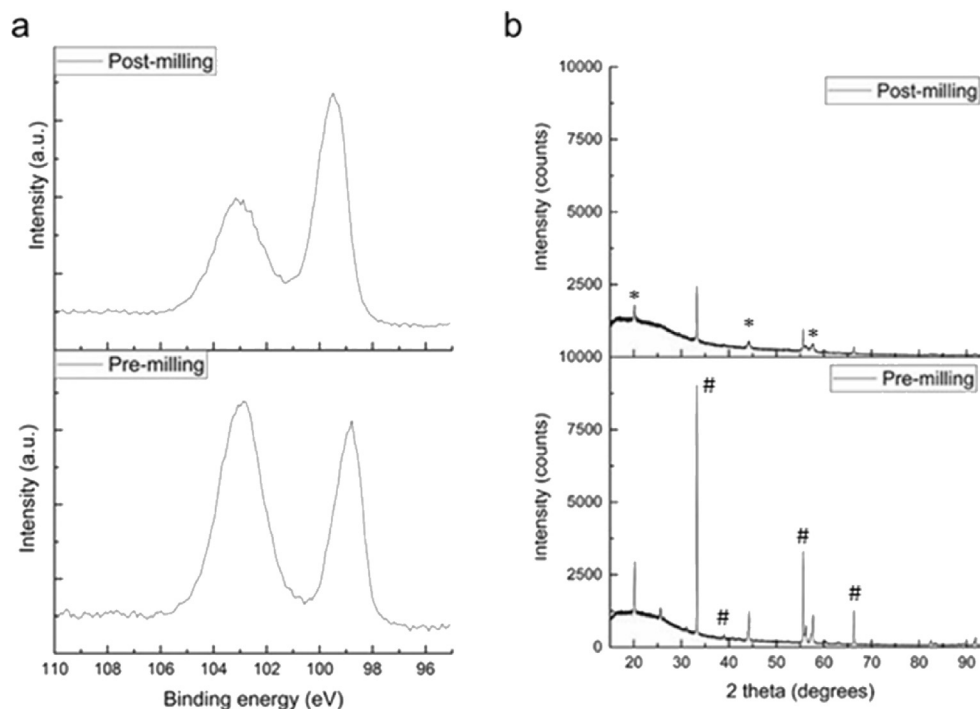 a
Post-milling
Intensity (a.u.)
Pre-milling
Intensity (a.u.)
110 108 106 104 102 100 98 96
Binding energy (eV)
b
10000
7500
5000
2500
Intensity (counts)
Post-milling
* * *
10000
7500
5000
2500
0
Intensity (counts)
Pre-milling
# # # #
20 30 40 50 60 70 80 90
2 theta (degrees)